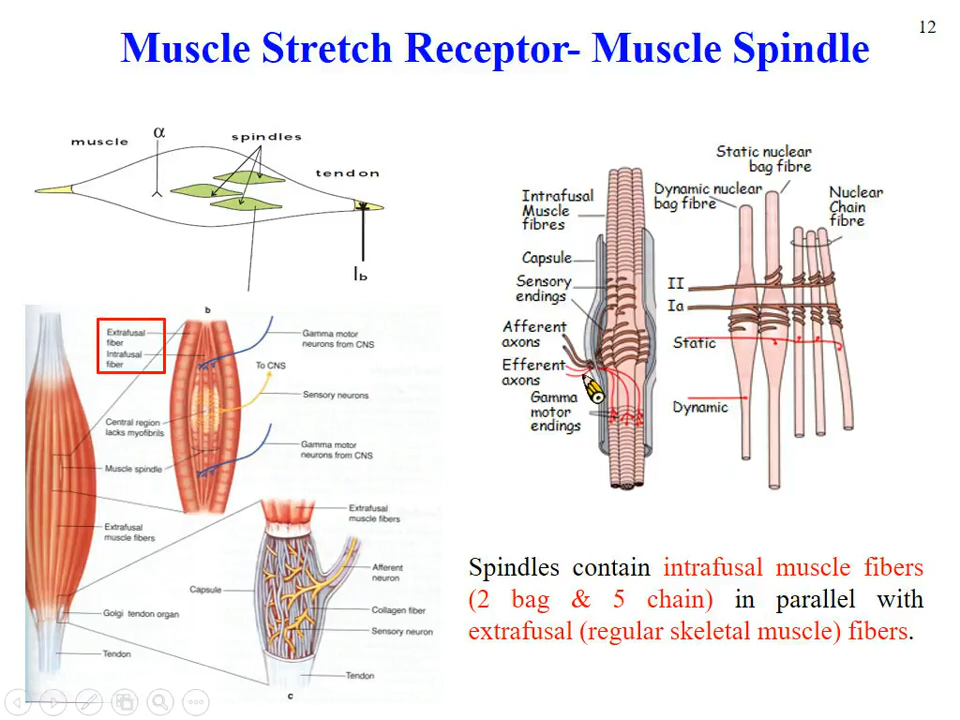 12
Muscle Stretch Receptor- Muscle Spindle
muscle
α
spindles
tendon
Ib
b
Extrafusal
fiber
Intrafusal
fiber
Gamma motor
neurons from CNS
To CNS
Sensory neurons
Central region
lacks myofibrils
Gamma motor
neurons from CNS
Muscle spindle
Extrafusal
muscle fibers
Extrafusal
muscle fibers
Afferent
neuron
Capsule
Collagen fiber
Golgi tendon organ
Sensory neuron
Tendon
Tendon
c
Intrafusal
Muscle
fibres
Capsule
Sensory
endings
Afferent
axons
Efferent
axons
Gamma
motor
endings
Static nuclear
bag fibre
Dynamic nuclear
bag fibre
Nuclear
Chain
fibre
II
Ia
Static
Dynamic
Spindles contain intrafusal muscle fibers
(2 bag & 5 chain) in parallel with
extrafusal (regular skeletal muscle) fibers.